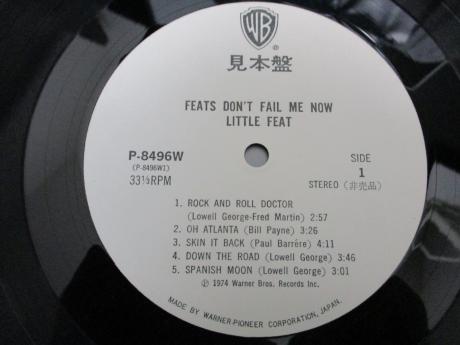 WB
®
見本盤
FEATS DON'T FAIL ME NOW
LITTLE FEAT
P-8496W
(P-8496W1)
33⅓RPM
SIDE
1
STEREO (非売品)
1. ROCK AND ROLL DOCTOR
(Lowell George-Fred Martin) 2:57
2. OH ATLANTA (Bill Payne) 3:26
3. SKIN IT BACK (Paul Barrère) 4:11
4. DOWN THE ROAD (Lowell George) 3:46
5. SPANISH MOON (Lowell George) 3:01
Ⓟ 1974 Warner Bros. Records Inc.
MADE BY WARNER-PIONEER CORPORATION, JAPAN.